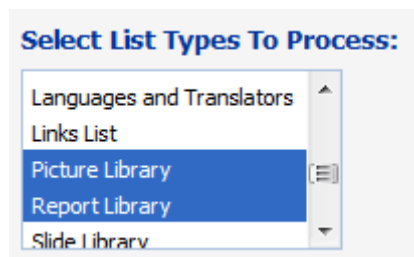 Select List Types To Process:
Languages and Translators
Links List
Picture Library
Report Library
Slide Library